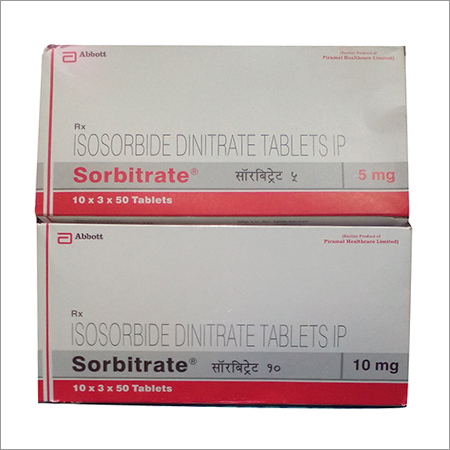 Abbott
(Earlier Product of
Piramal Healthcare Limited)
Rx
ISOSORBIDE DINITRATE TABLETS IP
Sorbitrate® सॉरबिट्रेट ५ 5 mg
10 x 3 x 50 Tablets
Abbott
(Earlier Product of
Piramal Healthcare Limited)
Rx
ISOSORBIDE DINITRATE TABLETS IP
Sorbitrate® सॉरबिट्रेट १० 10 mg
10 x 3 x 50 Tablets